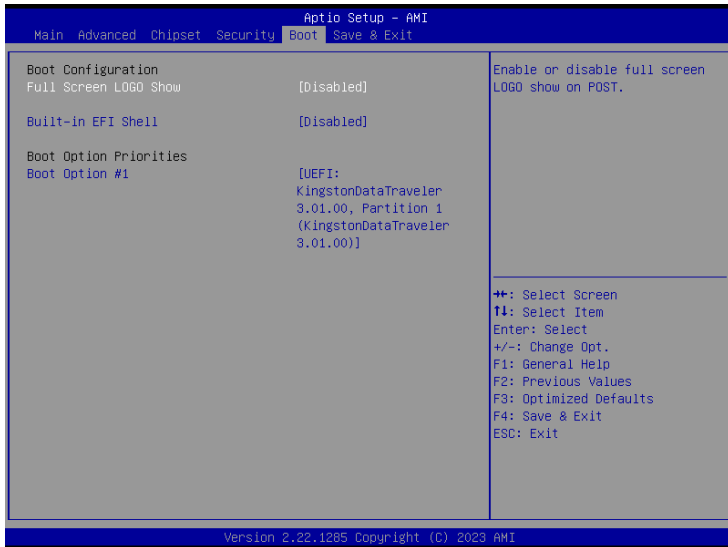 Aptio Setup – AMI
Main Advanced Chipset Security Boot Save & Exit
Boot Configuration
Full Screen LOGO Show [Disabled]
Built-in EFI Shell [Disabled]
Boot Option Priorities
Boot Option #1 [UEFI:
KingstonDataTraveler
3.01.00, Partition 1
(KingstonDataTraveler
3.01.00)]
Enable or disable full screen
LOGO show on POST.
→←: Select Screen
↑↓: Select Item
Enter: Select
+/-: Change Opt.
F1: General Help
F2: Previous Values
F3: Optimized Defaults
F4: Save & Exit
ESC: Exit
Version 2.22.1285 Copyright (C) 2023 AMI